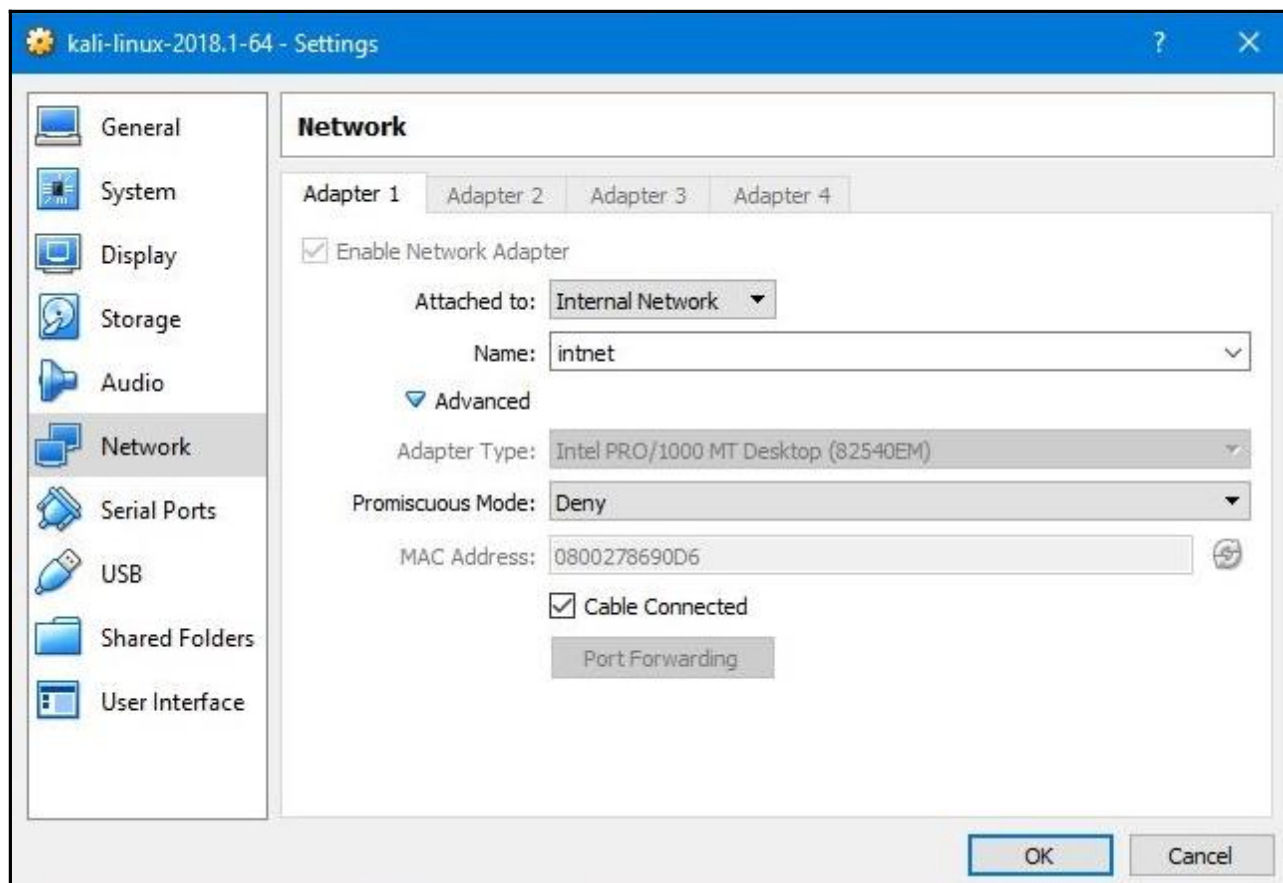 kali-linux-2018.1-64 - Settings ?
General
System
Display
Storage
Audio
Network
Serial Ports
USB
Shared Folders
User Interface
Network
Adapter 1 Adapter 2 Adapter 3 Adapter 4
Enable Network Adapter
Attached to: Internal Network
Name: intnet
Advanced
Adapter Type: Intel PRO/1000 MT Desktop (82540EM)
Promiscuous Mode: Deny
MAC Address: 0800278690D6
Cable Connected
Port Forwarding
OK Cancel